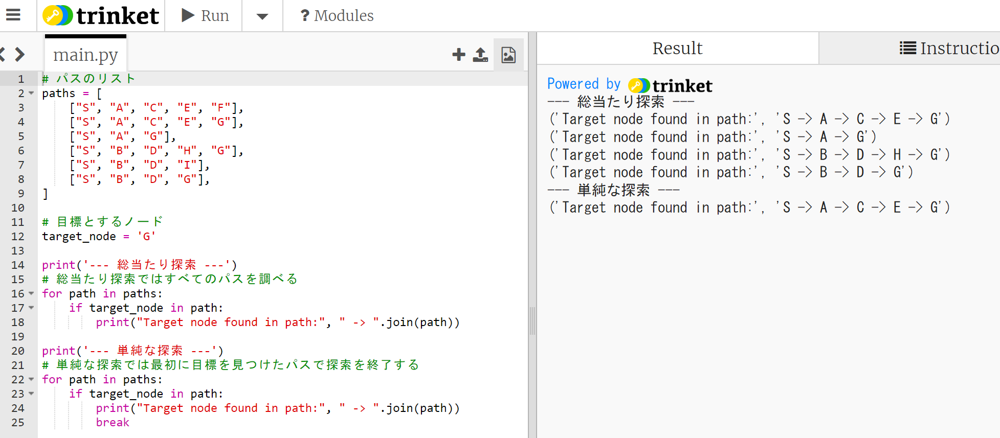 trinket Run ? Modules
main.py
Result
Instructio
1 # パスのリスト
2 paths = [
3 ["S", "A", "C", "E", "F"],
4 ["S", "A", "C", "E", "G"],
5 ["S", "A", "G"],
6 ["S", "B", "D", "H", "G"],
7 ["S", "B", "D", "I"],
8 ["S", "B", "D", "G"],
9 ]
10
11 # 目標とするノード
12 target_node = 'G'
13
14 print('--- 総当たり探索 ---')
15 # 総当たり探索ではすべてのパスを調べる
16 for path in paths:
17 if target_node in path:
18 print("Target node found in path:", " -> ".join(path))
19
20 print('--- 単純な探索 ---')
21 # 単純な探索では最初に目標を見つけたパスで探索を終了する
22 for path in paths:
23 if target_node in path:
24 print("Target node found in path:", " -> ".join(path))
25 break
Powered by trinket
--- 総当たり探索 ---
('Target node found in path:', 'S -> A -> C -> E -> G')
('Target node found in path:', 'S -> A -> G')
('Target node found in path:', 'S -> B -> D -> H -> G')
('Target node found in path:', 'S -> B -> D -> G')
--- 単純な探索 ---
('Target node found in path:', 'S -> A -> C -> E -> G')